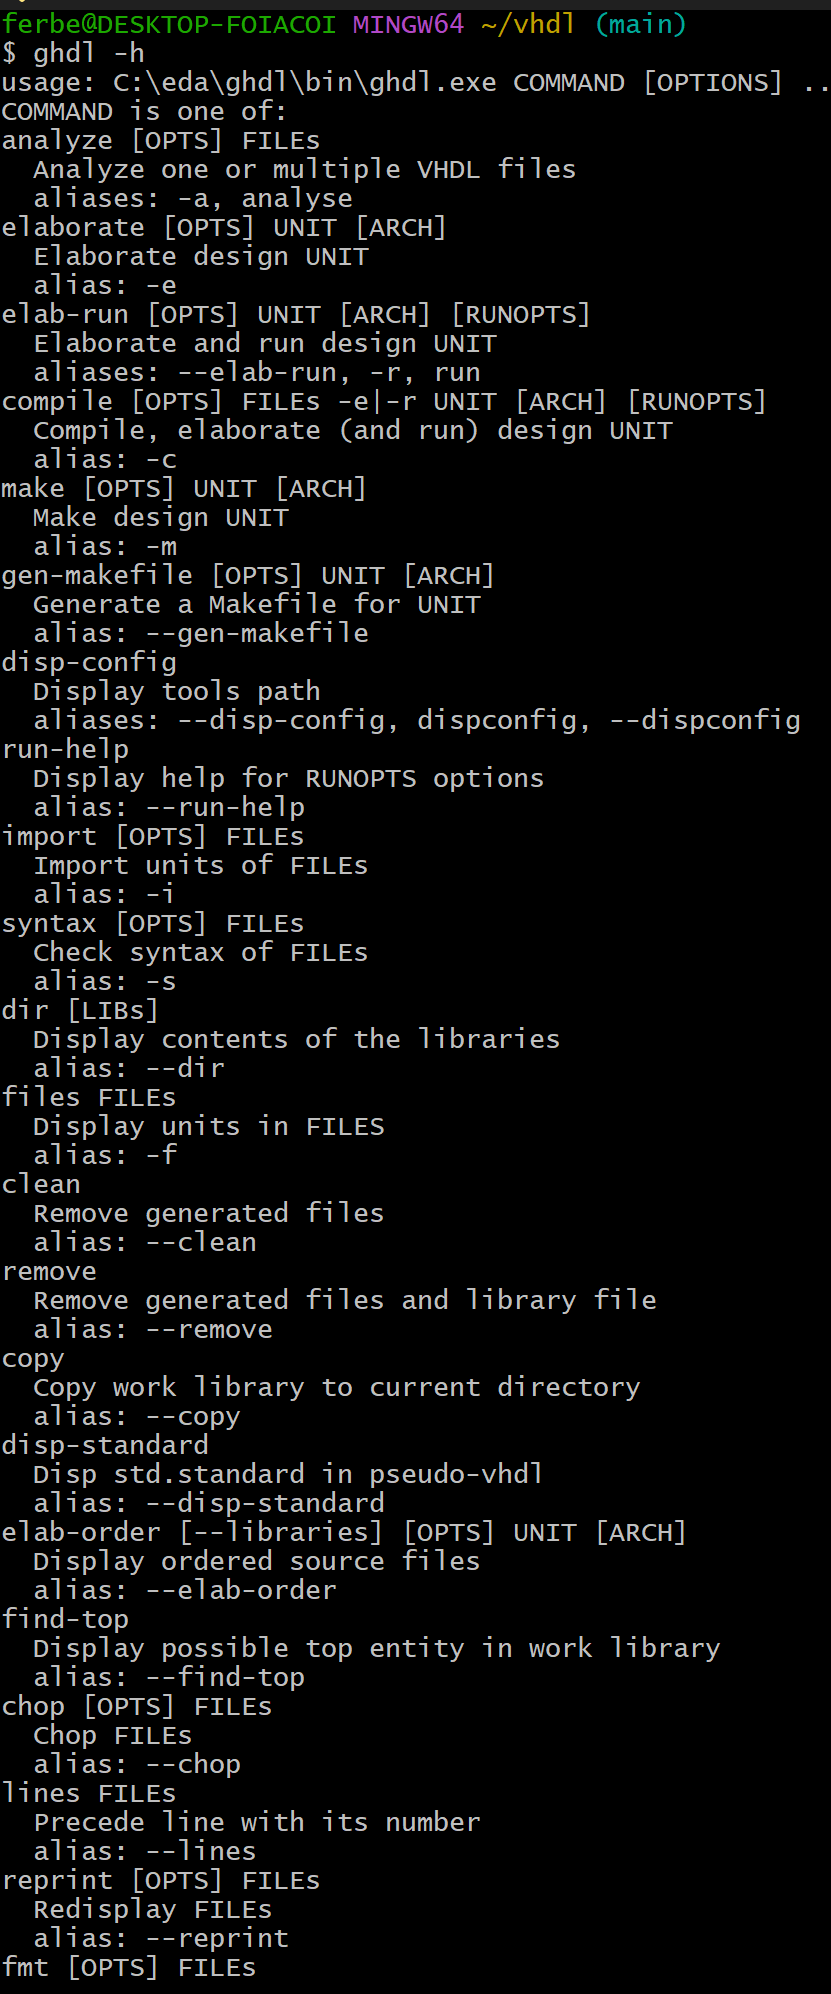 ferbe@DESKTOP-FOIACOI MINGW64 ~/vhdl (main)
$ ghdl -h
usage: C:\eda\ghdl\bin\ghdl.exe COMMAND [OPTIONS] ..
COMMAND is one of:
analyze [OPTS] FILEs
  Analyze one or multiple VHDL files
  aliases: -a, analyse
elaborate [OPTS] UNIT [ARCH]
  Elaborate design UNIT
  alias: -e
elab-run [OPTS] UNIT [ARCH] [RUNOPTS]
  Elaborate and run design UNIT
  aliases: --elab-run, -r, run
compile [OPTS] FILEs -e|-r UNIT [ARCH] [RUNOPTS]
  Compile, elaborate (and run) design UNIT
  alias: -c
make [OPTS] UNIT [ARCH]
  Make design UNIT
  alias: -m
gen-makefile [OPTS] UNIT [ARCH]
  Generate a Makefile for UNIT
  alias: --gen-makefile
disp-config
  Display tools path
  aliases: --disp-config, dispconfig, --dispconfig
run-help
  Display help for RUNOPTS options
  alias: --run-help
import [OPTS] FILEs
  Import units of FILEs
  alias: -i
syntax [OPTS] FILEs
  Check syntax of FILEs
  alias: -s
dir [LIBs]
  Display contents of the libraries
  alias: --dir
files FILEs
  Display units in FILES
  alias: -f
clean
  Remove generated files
  alias: --clean
remove
  Remove generated files and library file
  alias: --remove
copy
  Copy work library to current directory
  alias: --copy
disp-standard
  Disp std.standard in pseudo-vhdl
  alias: --disp-standard
elab-order [--libraries] [OPTS] UNIT [ARCH]
  Display ordered source files
  alias: --elab-order
find-top
  Display possible top entity in work library
  alias: --find-top
chop [OPTS] FILEs
  Chop FILEs
  alias: --chop
lines FILEs
  Precede line with its number
  alias: --lines
reprint [OPTS] FILEs
  Redisplay FILEs
  alias: --reprint
fmt [OPTS] FILEs